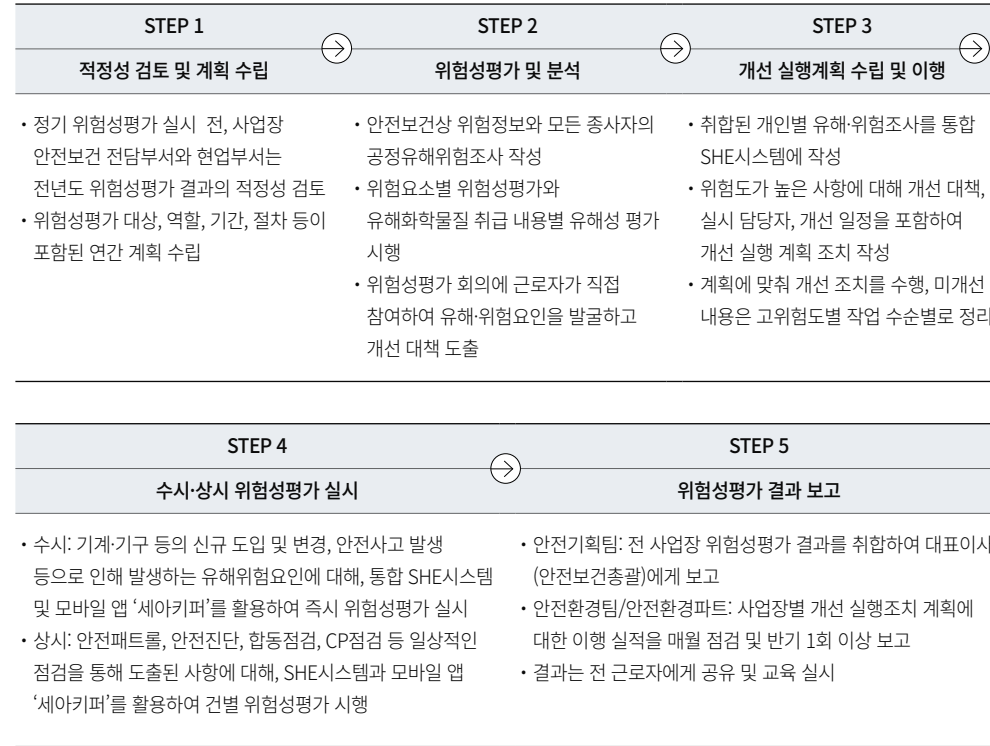 STEP 1
적정성 검토 및 계획 수립
• 정기 위험성평가 실시 전, 사업장
안전보건 전담부서와 현업부서는
전년도 위험성평가 결과의 적정성 검토
• 위험성평가 대상, 역할, 기간, 절차 등이
포함된 연간 계획 수립
STEP 2
위험성평가 및 분석
• 안전보건상 위험정보와 모든 종사자의
공정유해위험조사 작성
• 위험요소별 위험성평가와
유해화학물질 취급 내용별 유해성 평가
시행
• 위험성평가 회의에 근로자가 직접
참여하여 유해·위험요인을 발굴하고
개선 대책 도출
STEP 3
개선 실행계획 수립 및 이행
• 취합된 개인별 유해·위험조사를 통합
SHE시스템에 작성
• 위험도가 높은 사항에 대해 개선 대책,
실시 담당자, 개선 일정을 포함하여
개선 실행 계획 조치 작성
• 계획에 맞춰 개선 조치를 수행, 미개선
내용은 고위험도별 작업 수순별로 정리
STEP 4
수시·상시 위험성평가 실시
• 수시: 기계·기구 등의 신규 도입 및 변경, 안전사고 발생
등으로 인해 발생하는 유해위험요인에 대해, 통합 SHE시스템
및 모바일 앱 ‘세아키퍼’를 활용하여 즉시 위험성평가 실시
• 상시: 안전패트롤, 안전진단, 합동점검, CP점검 등 일상적인
점검을 통해 도출된 사항에 대해, SHE시스템과 모바일 앱
‘세아키퍼’를 활용하여 건별 위험성평가 시행
STEP 5
위험성평가 결과 보고
• 안전기획팀: 전 사업장 위험성평가 결과를 취합하여 대표이사
(안전보건총괄)에게 보고
• 안전환경팀/안전환경파트: 사업장별 개선 실행조치 계획에
대한 이행 실적을 매월 점검 및 반기 1회 이상 보고
• 결과는 전 근로자에게 공유 및 교육 실시